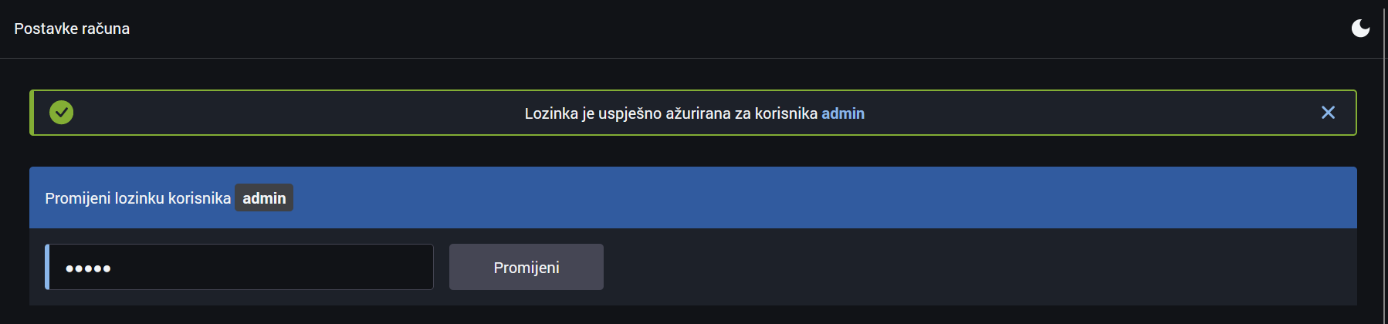 Postavke računa
Lozinka je uspješno ažurirana za korisnika admin
Promijeni lozinku korisnika admin
•••••
Promijeni